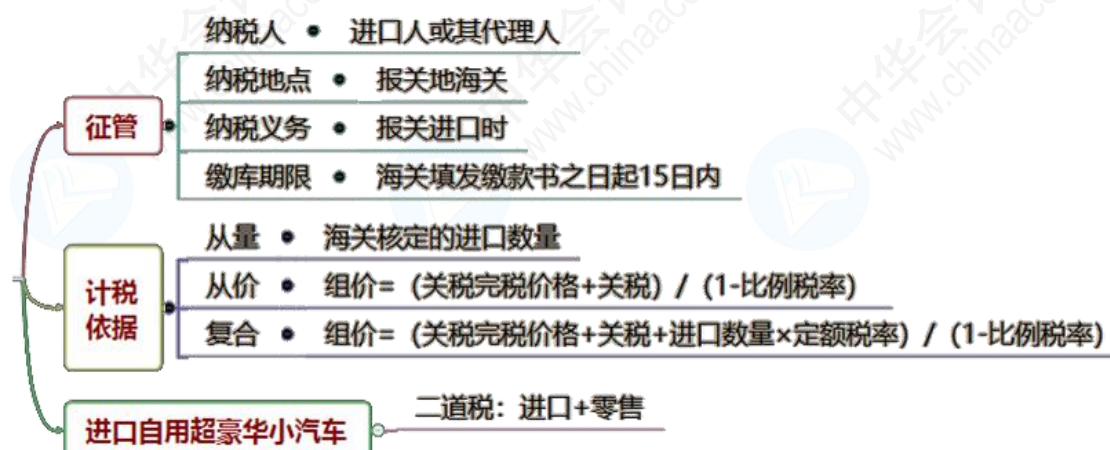 纳税人 • 进口人或其代理人
纳税地点 • 报关地海关
征管
纳税义务 • 报关进口时
缴库期限 • 海关填发缴款书之日起15日内
从量 • 海关核定的进口数量
计税
依据
从价 • 组价=（关税完税价格+关税）/（1-比例税率）
复合 • 组价=（关税完税价格+关税+进口数量×定额税率）/（1-比例税率）
进口自用超豪华小汽车
二道税：进口+零售